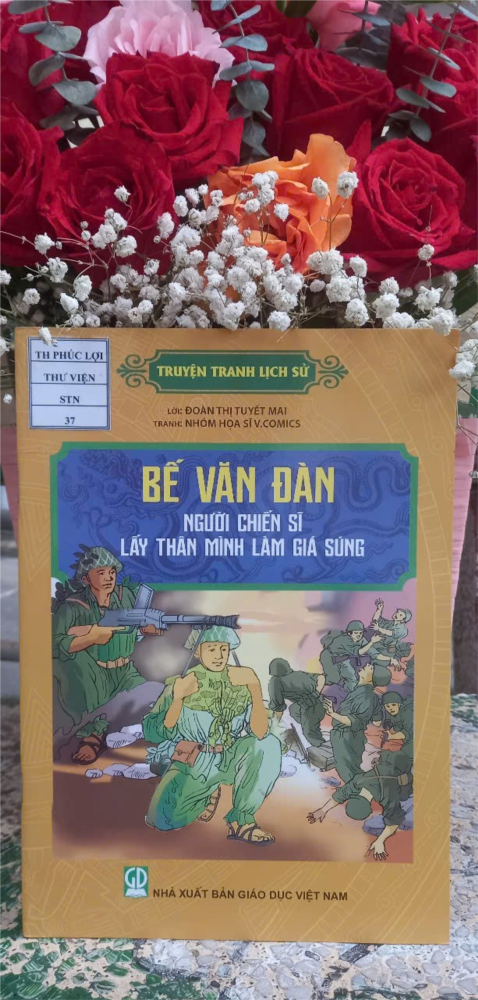 TH PHÚC LỢI
THƯ VIỆN
STN
37
TRUYỆN TRANH LỊCH SỬ
LỜI: ĐOÀN THỊ TUYẾT MAI
TRANH: NHÓM HỌA SĨ V.COMICS
BẾ VĂN ĐÀN
NGƯỜI CHIẾN SĨ
LẤY THÂN MÌNH LÀM GIÁ SÚNG
GD
NHÀ XUẤT BẢN GIÁO DỤC VIỆT NAM